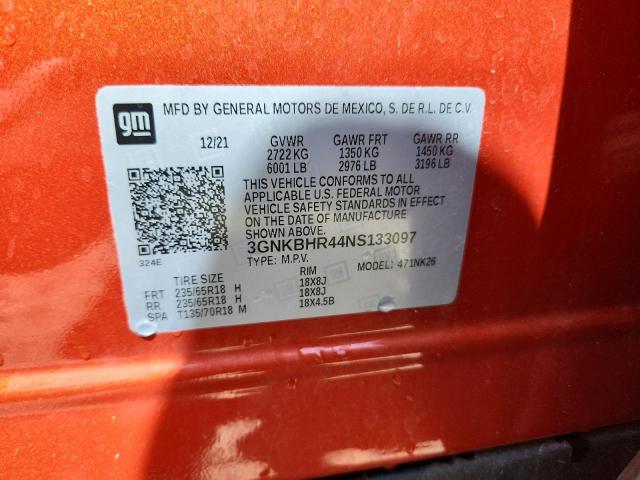 gm
MFD BY GENERAL MOTORS DE MEXICO, S. DE R.L. DE C.V.
12/21 GVWR GAWR FRT GAWR RR
2722 KG 1350 KG 1450 KG
6001 LB 2976 LB 3196 LB
THIS VEHICLE CONFORMS TO ALL
APPLICABLE U.S. FEDERAL MOTOR
VEHICLE SAFETY STANDARDS IN EFFECT
ON THE DATE OF MANUFACTURE
SHOWN ABOVE.
3GNKBHR44NS133097
324E
TYPE: M.P.V. MODEL: 471NK26
TIRE SIZE RIM
FRT 235/65R18 H 18X8J
RR 235/65R18 H 18X8J
SPA T135/70R18 M 18X4.5B